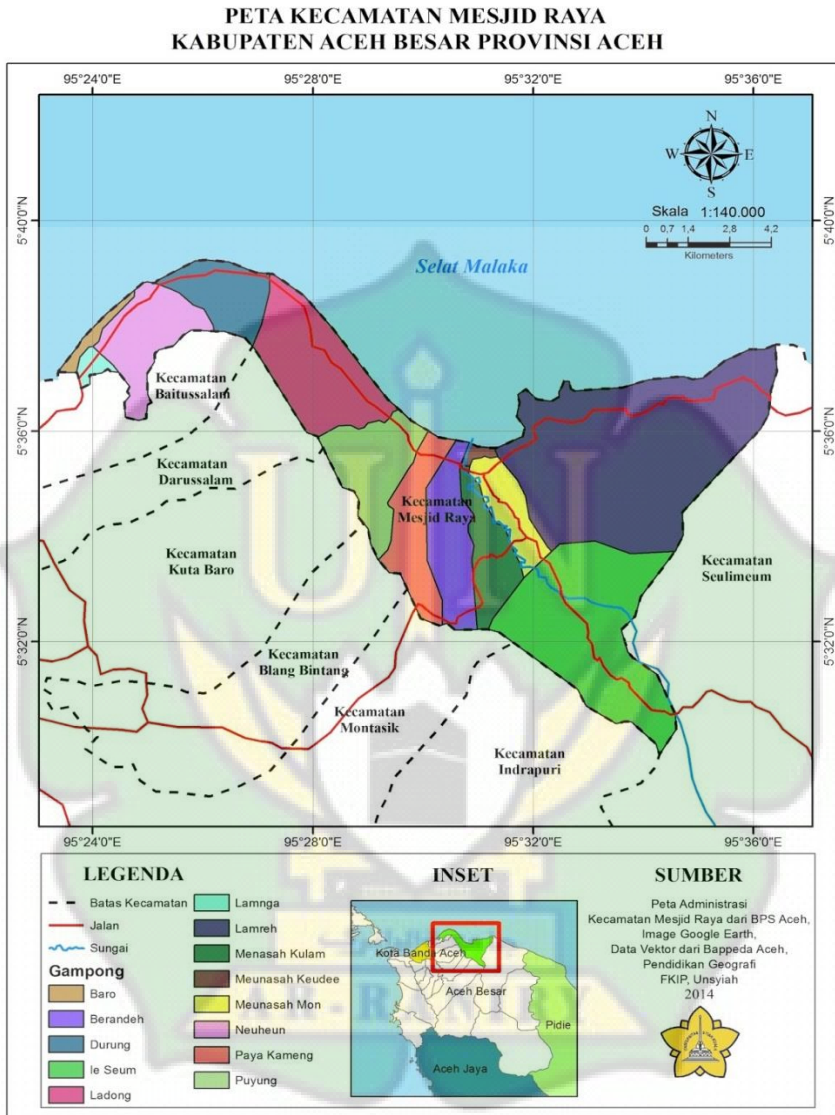 PETA KECAMATAN MESJID RAYA
KABUPATEN ACEH BESAR PROVINSI ACEH
95°24'0"E 95°28'0"E 95°32'0"E 95°36'0"E
N
W E
S
Skala 1:140.000
0 0,7 1,4 2,8 4,2
Kilometers
5°40'0"N 5°40'0"N
Selat Malaka
Kecamatan
Baitussalam
5°36'0"N 5°36'0"N
Kecamatan
Darussalam
Kecamatan
Mesjid Raya
Kecamatan
Kuta Baro
Kecamatan
Seulimeum
5°32'0"N 5°32'0"N
Kecamatan
Blang Bintang
Kecamatan
Montasik
Kecamatan
Indrapuri
95°24'0"E 95°28'0"E 95°32'0"E 95°36'0"E
LEGENDA
Batas Kecamatan
Jalan
Sungai
Gampong
Baro
Berandeh
Durung
Ie Seum
Ladong
Lamnga
Lamreh
Menasah Kulam
Meunasah Keudee
Meunasah Mon
Neuheun
Paya Kameng
Puyung
INSET
Kota Banda Aceh
Aceh Besar
Pidie
Aceh Jaya
SUMBER
Peta Administrasi
Kecamatan Mesjid Raya dari BPS Aceh,
Image Google Earth,
Data Vektor dari Bappeda Aceh,
Pendidikan Geografi
FKIP, Unsyiah
2014
UIN
AR-RANIRY